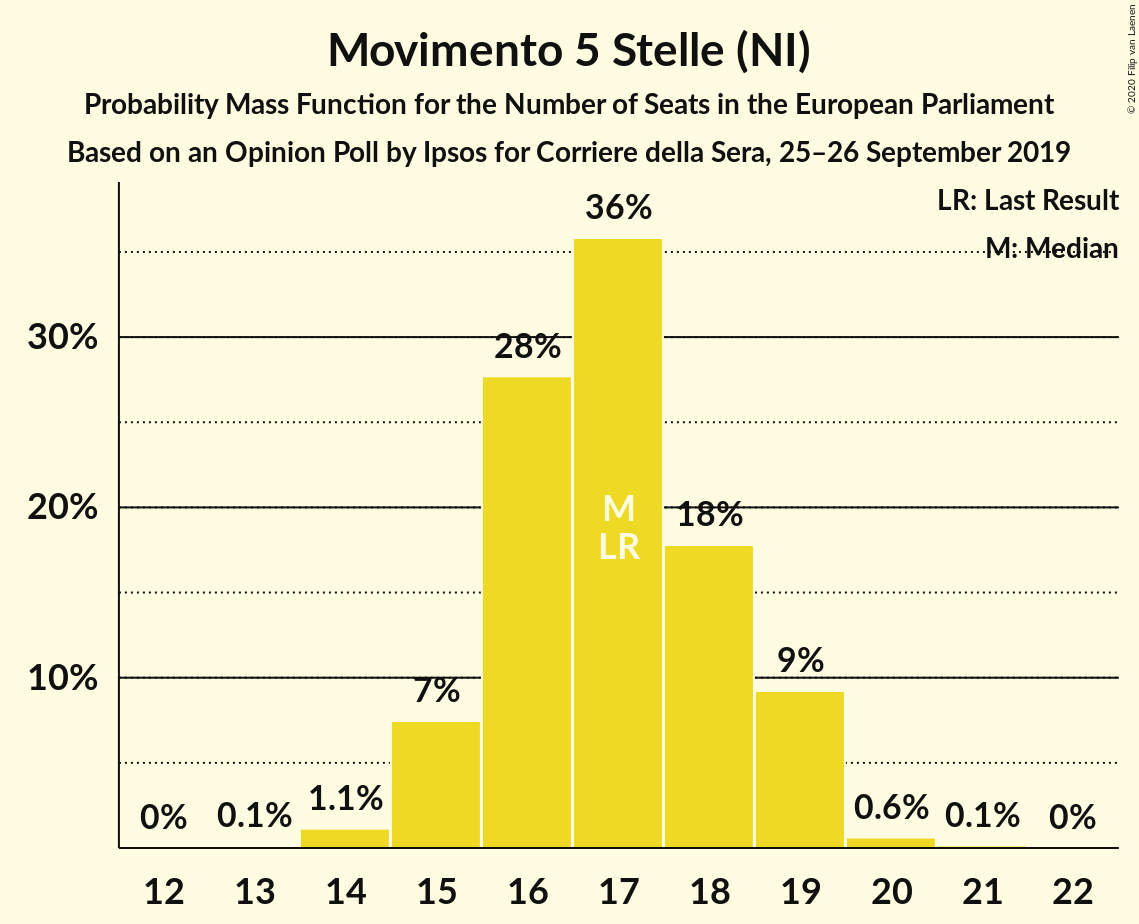 Movimento 5 Stelle (NI)
Probability Mass Function for the Number of Seats in the European Parliament
Based on an Opinion Poll by Ipsos for Corriere della Sera, 25–26 September 2019
© 2020 Filip van Laenen
LR: Last Result
M: Median
30%
20%
10%
0%
0.1%
1.1%
7%
28%
36%
18%
9%
0.6%
0.1%
0%
M
LR
12 13 14 15 16 17 18 19 20 21 22